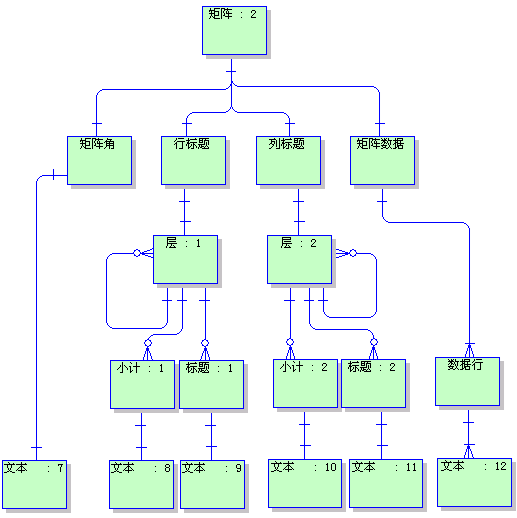 矩阵 : 2
矩阵角
行标题
列标题
矩阵数据
层 : 1
层 : 2
小计 : 1
标题 : 1
小计 : 2
标题 : 2
数据行
文本 : 7
文本 : 8
文本 : 9
文本 : 10
文本 : 11
文本 : 12